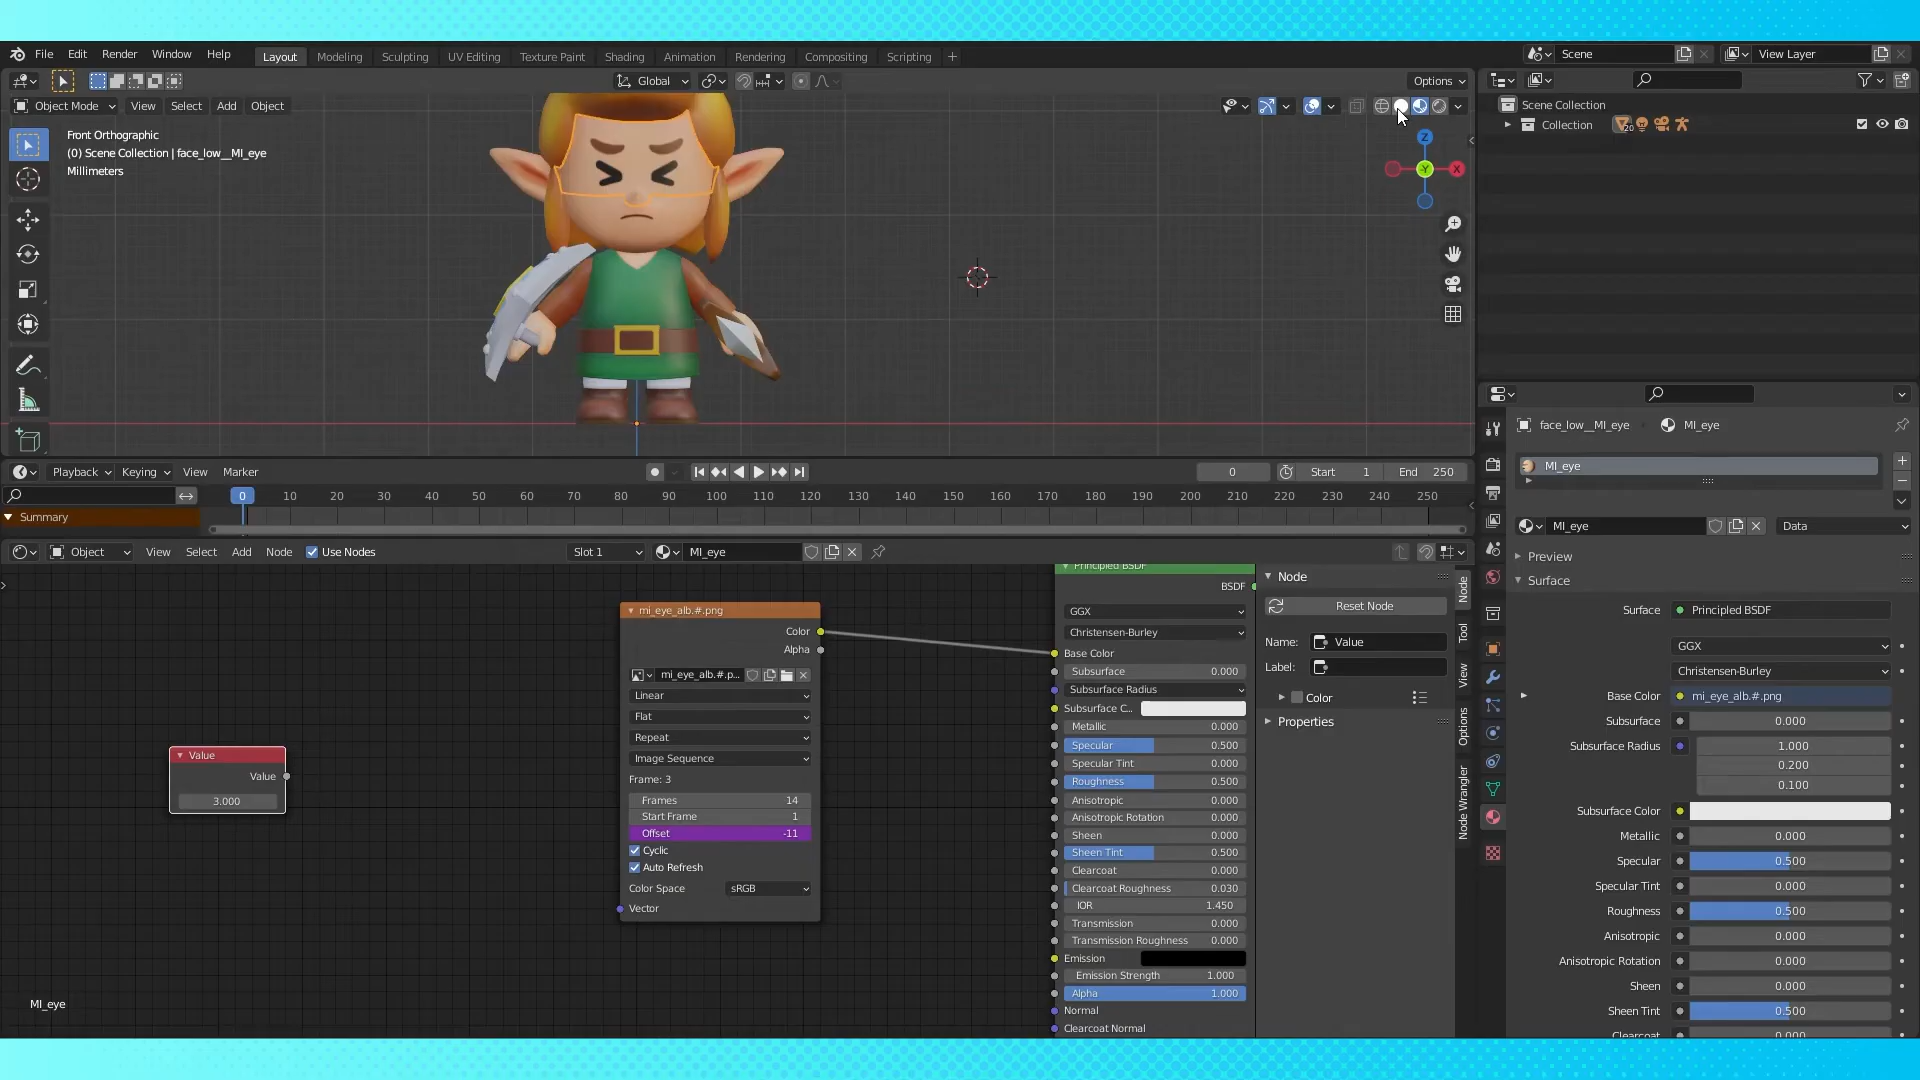 File Edit Render Window Help Layout Modeling Sculpting UV Editing Texture Paint Shading Animation Rendering Compositing Scripting + Scene View Layer
Global Options
Object Mode View Select Add Object
Front Orthographic
(0) Scene Collection | face_low__MI_eye
Millimeters
Z
Y
X
Scene Collection
Collection 20
Playback Keying View Marker 0 Start 1 End 250
0 10 20 30 40 50 60 70 80 90 100 110 120 130 140 150 160 170 180 190 200 210 220 230 240 250
Summary
Object View Select Add Node Use Nodes Slot 1 MI_eye
Value
Value
3.000
MI_eye
mi_eye_alb.#.png
Color
Alpha
mi_eye_alb.#.p...
Linear
Flat
Repeat
Image Sequence
Frame: 3
Frames 14
Start Frame 1
Offset -11
Cyclic
Auto Refresh
Color Space sRGB
Vector
Principled BSDF
BSDF
GGX
Christensen-Burley
Base Color
Subsurface 0.000
Subsurface Radius
Subsurface C...
Metallic 0.000
Specular 0.500
Specular Tint 0.000
Roughness 0.500
Anisotropic 0.000
Anisotropic Rotation 0.000
Sheen 0.000
Sheen Tint 0.500
Clearcoat 0.000
Clearcoat Roughness 0.030
IOR 1.450
Transmission 0.000
Transmission Roughness 0.000
Emission
Emission Strength 1.000
Alpha 1.000
Normal
Clearcoat Normal
Node
Reset Node
Name: Value
Label:
Color
Properties
Node
Tool
View
Options
Node Wrangler
face_low__MI_eye MI_eye
MI_eye
MI_eye Data
Preview
Surface
Surface Principled BSDF
GGX
Christensen-Burley
Base Color mi_eye_alb.#.png
Subsurface 0.000
Subsurface Radius 1.000
0.200
0.100
Subsurface Color
Metallic 0.000
Specular 0.500
Specular Tint 0.000
Roughness 0.500
Anisotropic 0.000
Anisotropic Rotation 0.000
Sheen 0.000
Sheen Tint 0.500
Clearcoat 0.000